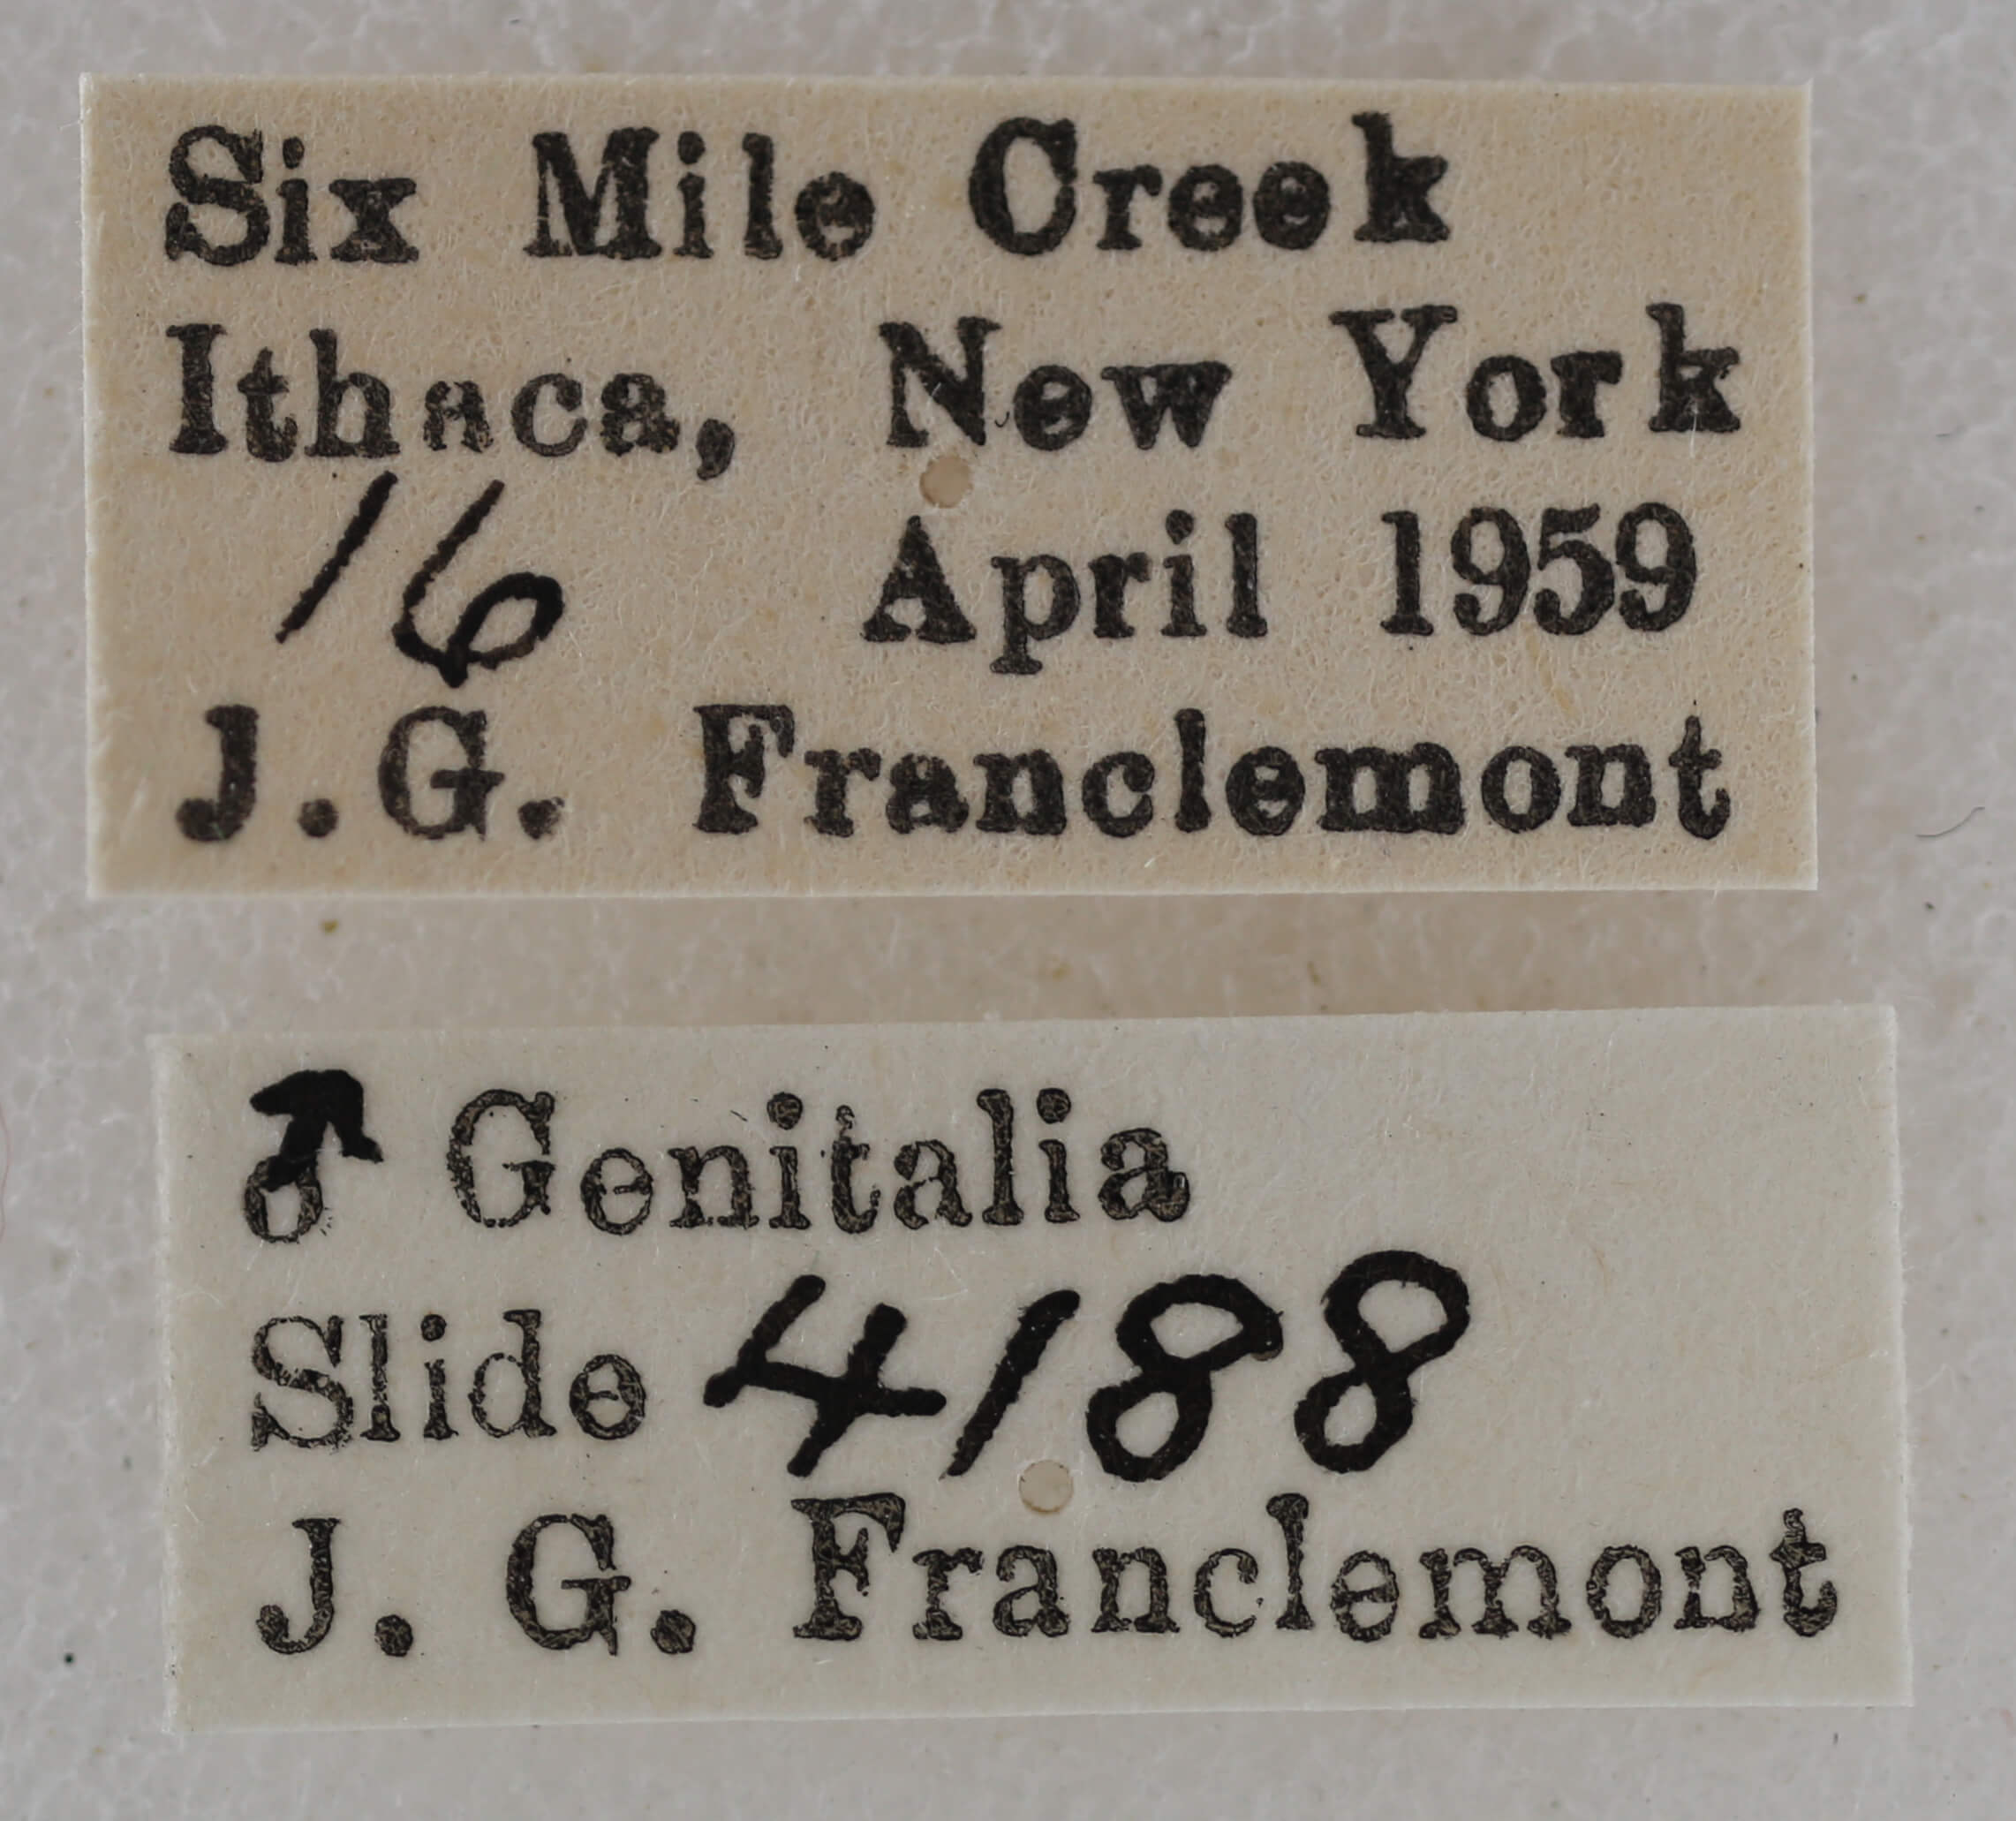 Six Mile Creek
Ithaca, New York
16 April 1959
J.G. Franclemont
♂ Genitalia
Slide 4188
J. G. Franclemont